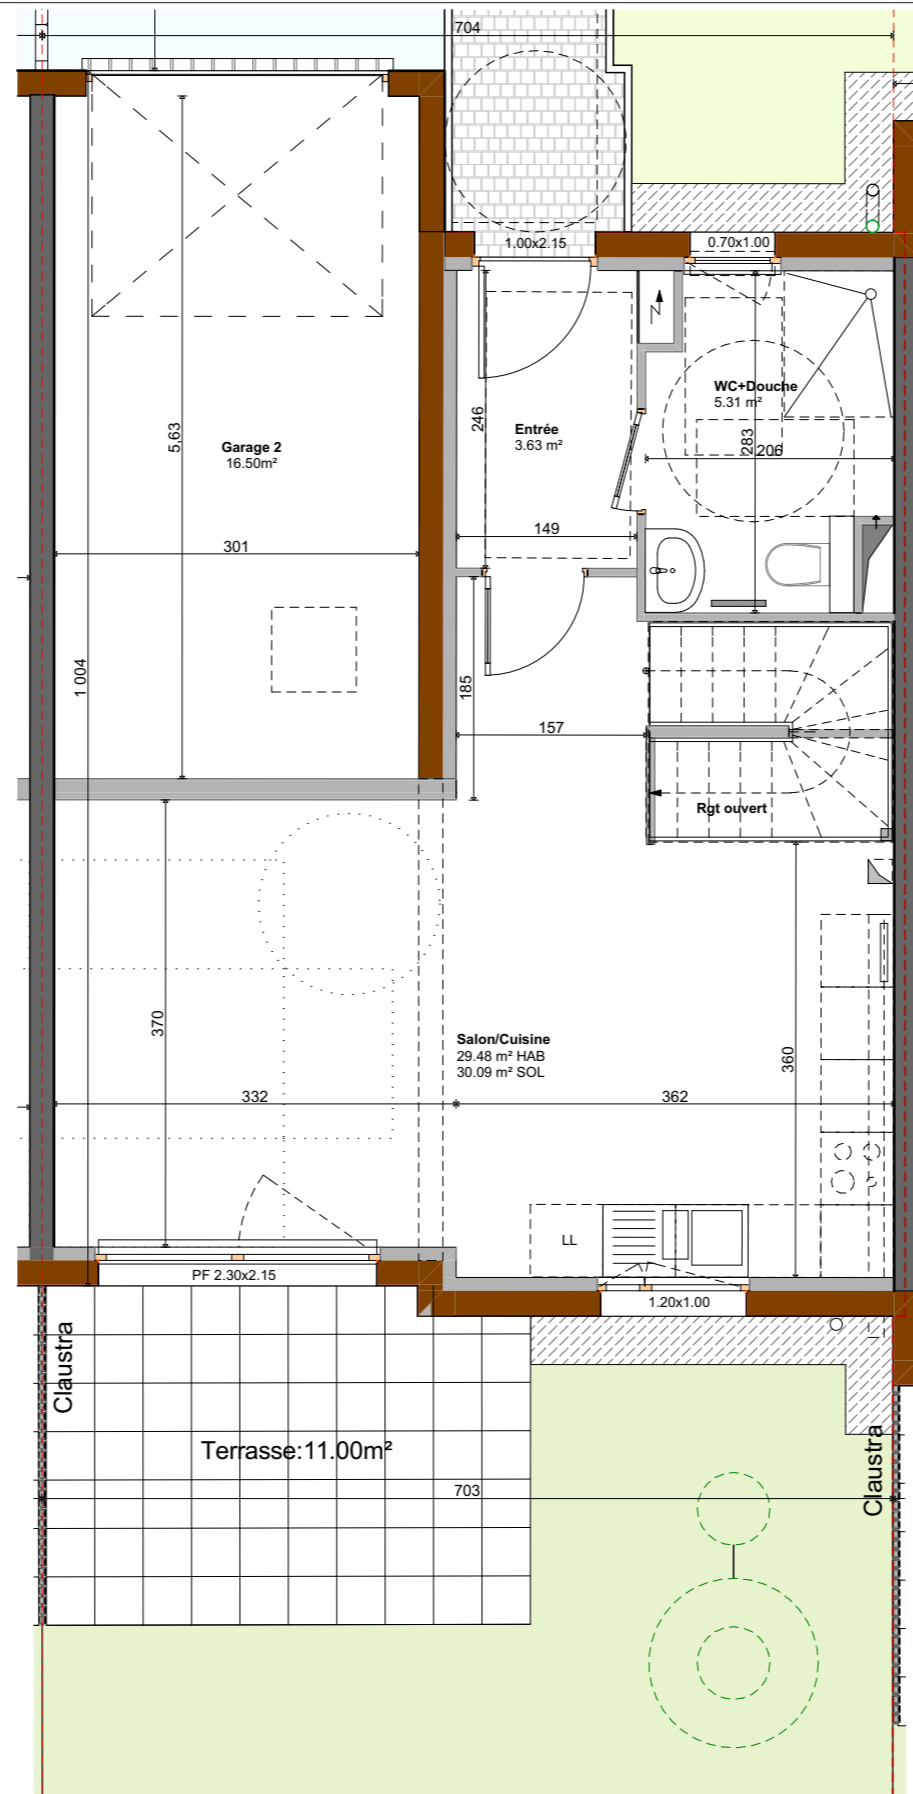 704
1.00x2.15
0.70x1.00
N
WC+Douche
5.31 m²
246
Entrée
3.63 m²
5,63
Garage 2
16.50m²
283
206
149
301
1 004
185
157
Rgt ouvert
370
Salon/Cuisine
29.48 m² HAB
30.09 m² SOL
360
332
362
LL
PF 2.30x2.15
1.20x1.00
Claustra
Terrasse:11.00m²
Claustra
703